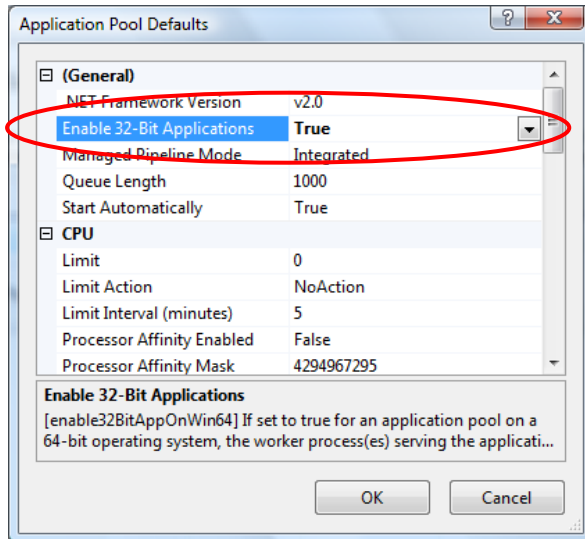 Application Pool Defaults
(General)
.NET Framework Version v2.0
Enable 32-Bit Applications True
Managed Pipeline Mode Integrated
Queue Length 1000
Start Automatically True
CPU
Limit 0
Limit Action NoAction
Limit Interval (minutes) 5
Processor Affinity Enabled False
Processor Affinity Mask 4294967295
Enable 32-Bit Applications
[enable32BitAppOnWin64] If set to true for an application pool on a
64-bit operating system, the worker process(es) serving the applicati...
OK Cancel